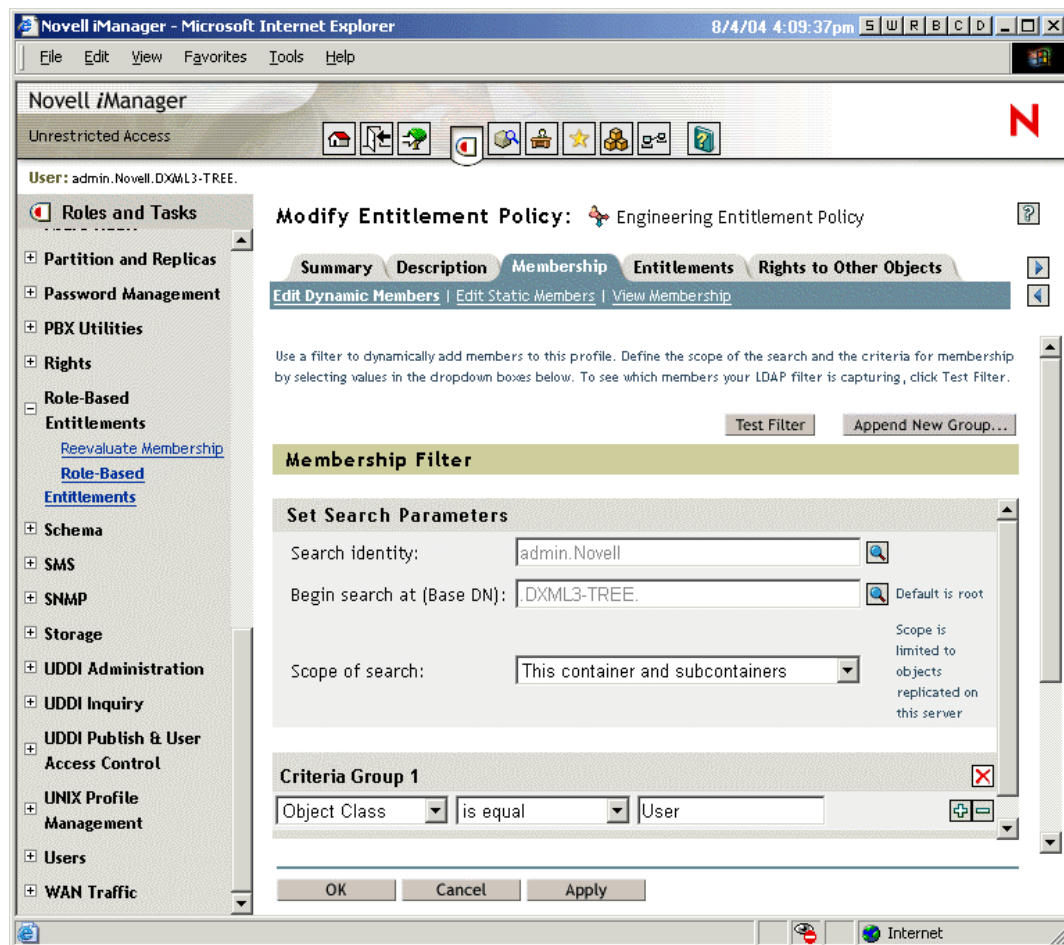 Novell iManager - Microsoft Internet Explorer
8/4/04 4:09:37pm
S W R B C D
File Edit View Favorites Tools Help
Novell iManager
Unrestricted Access
N
User: admin.Novell.DXML3-TREE.
Roles and Tasks
Partition and Replicas
Password Management
PBX Utilities
Rights
Role-Based
Entitlements
Reevaluate Membership
Role-Based
Entitlements
Schema
SMS
SNMP
Storage
UDDI Administration
UDDI Inquiry
UDDI Publish & User
Access Control
UNIX Profile
Management
Users
WAN Traffic
Modify Entitlement Policy: Engineering Entitlement Policy
?
Summary Description Membership Entitlements Rights to Other Objects
Edit Dynamic Members | Edit Static Members | View Membership
Use a filter to dynamically add members to this profile. Define the scope of the search and the criteria for membership
by selecting values in the dropdown boxes below. To see which members your LDAP filter is capturing, click Test Filter.
Test Filter Append New Group...
Membership Filter
Set Search Parameters
Search identity: admin.Novell
Begin search at (Base DN): .DXML3-TREE. Default is root
Scope of search: This container and subcontainers
Scope is
limited to
objects
replicated on
this server
Criteria Group 1
Object Class is equal User
OK Cancel Apply
Internet